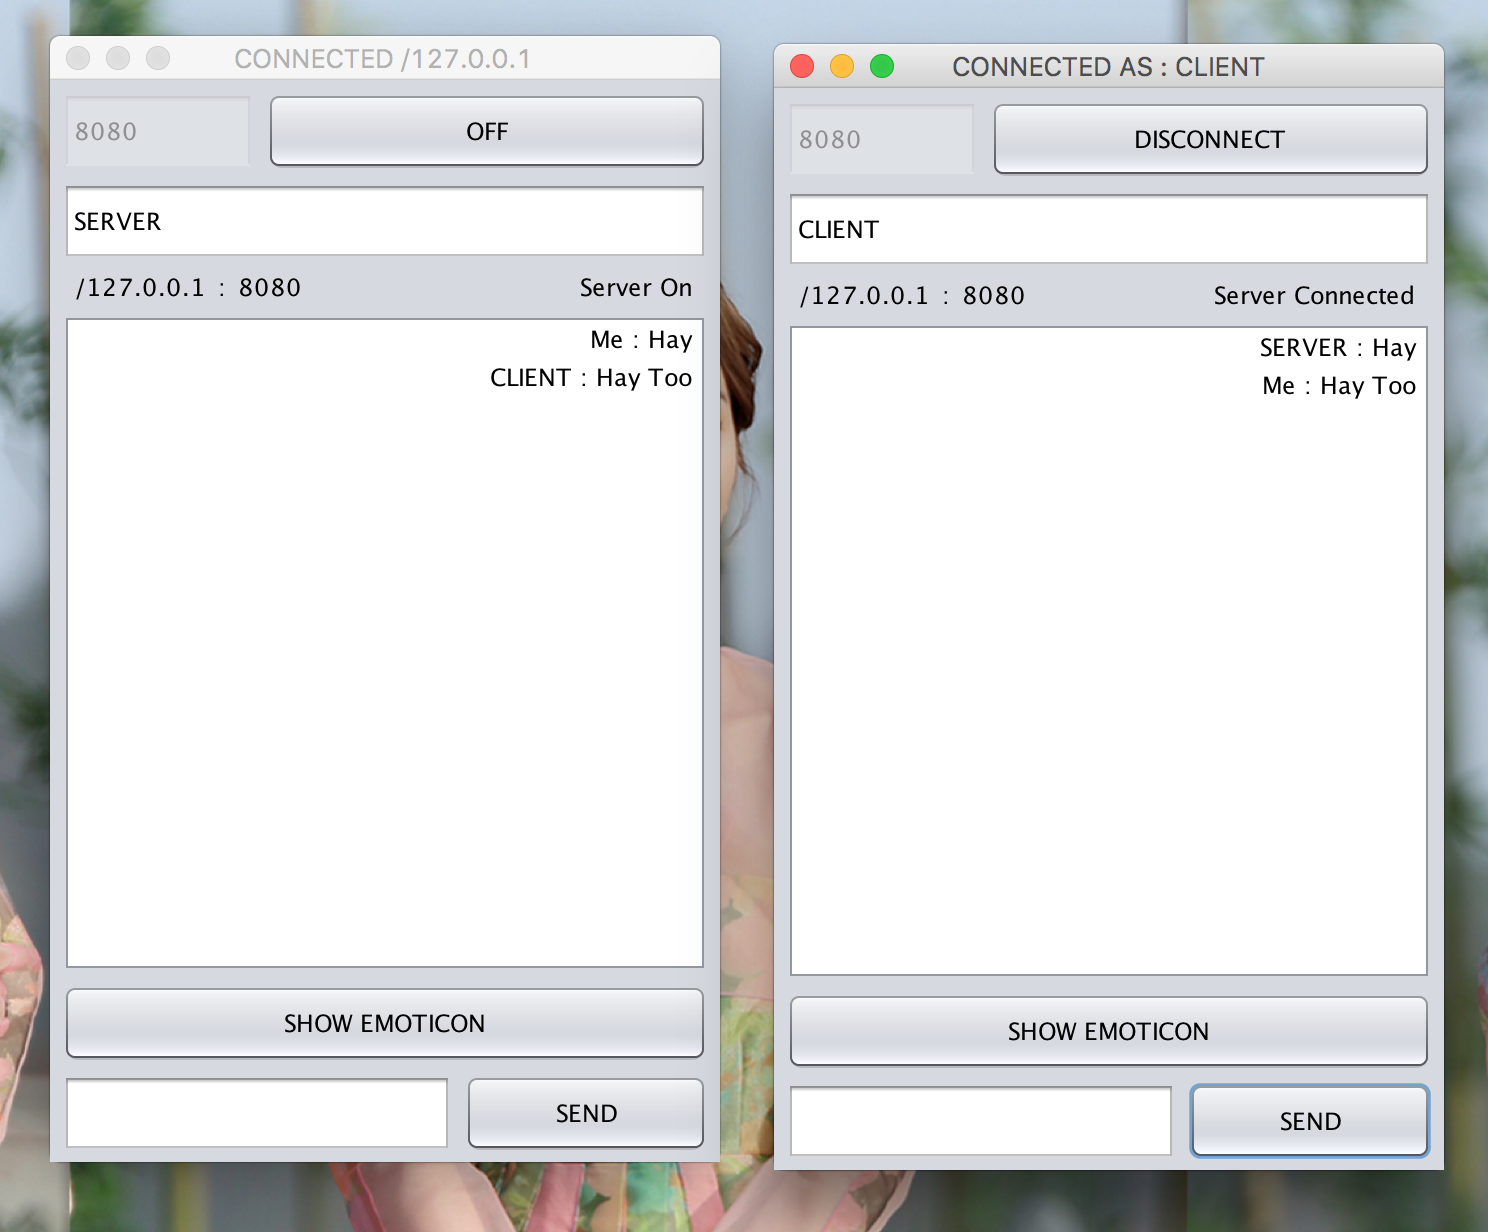 CONNECTED /127.0.0.1
8080
OFF
SERVER
/127.0.0.1 : 8080
Server On
Me : Hay
CLIENT : Hay Too
SHOW EMOTICON
SEND
CONNECTED AS : CLIENT
8080
DISCONNECT
CLIENT
/127.0.0.1 : 8080
Server Connected
SERVER : Hay
Me : Hay Too
SHOW EMOTICON
SEND